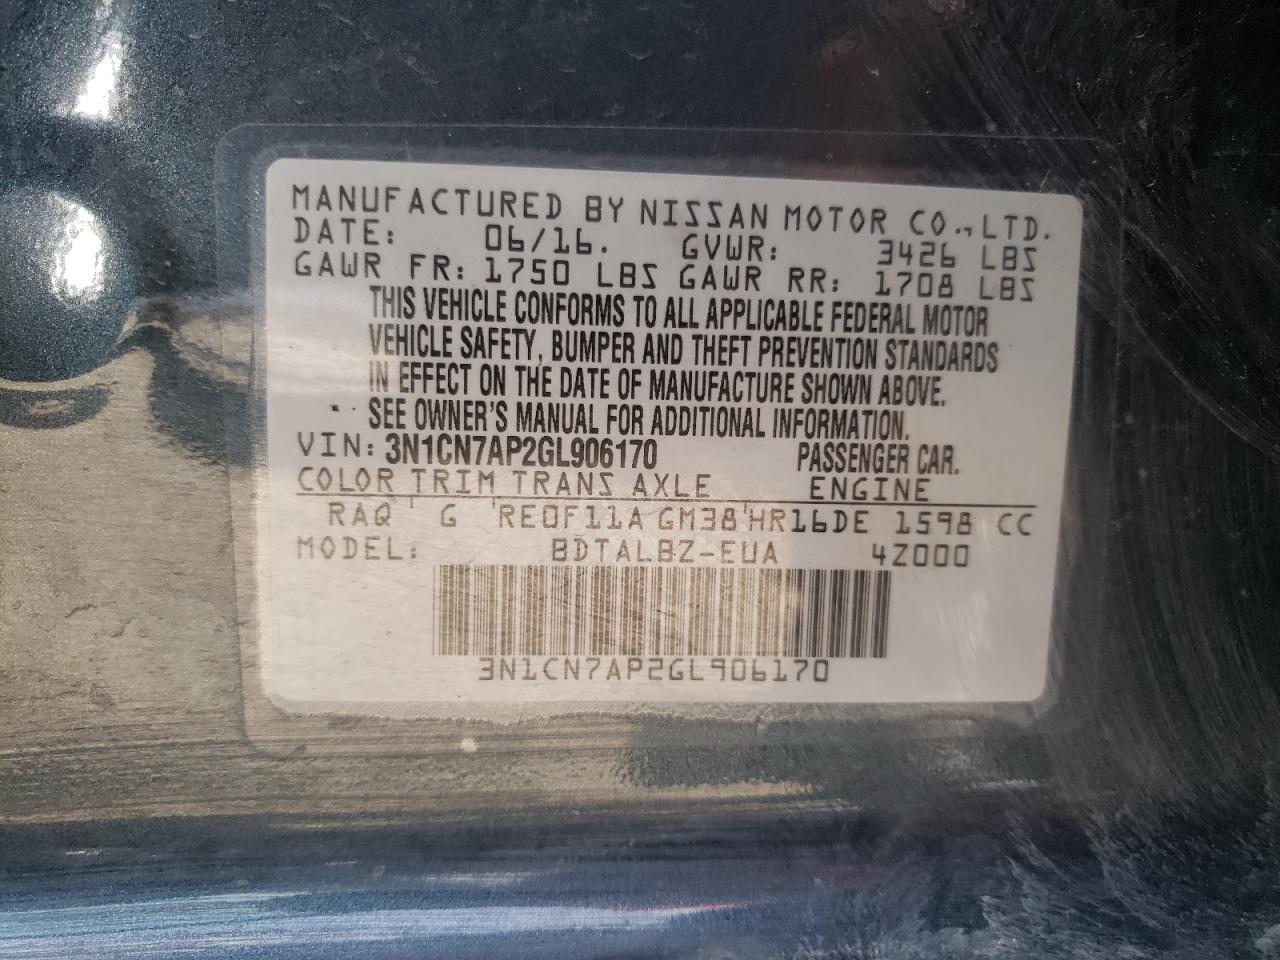 MANUFACTURED BY NISSAN MOTOR CO.,LTD.
DATE: 06/16. GVWR: 3426 LBS
GAWR FR: 1750 LBS GAWR RR: 1708 LBS
THIS VEHICLE CONFORMS TO ALL APPLICABLE FEDERAL MOTOR
VEHICLE SAFETY, BUMPER AND THEFT PREVENTION STANDARDS
IN EFFECT ON THE DATE OF MANUFACTURE SHOWN ABOVE.
SEE OWNER'S MANUAL FOR ADDITIONAL INFORMATION.
VIN: 3N1CN7AP2GL906170 PASSENGER CAR.
COLOR TRIM TRANS AXLE ENGINE
RAQ ' G 'RE0F11A GM38'HR16DE 1598 CC
MODEL: BDTALBZ-EUA 4Z000
3N1CN7AP2GL906170